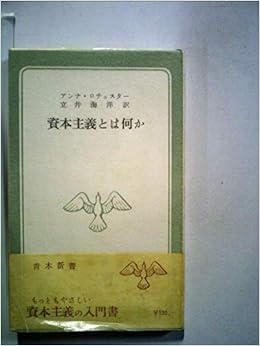 アンナ・ロチェスター
立井海洋訳
資本主義とは何か
青木新書
もっともやさしい
資本主義の入門書